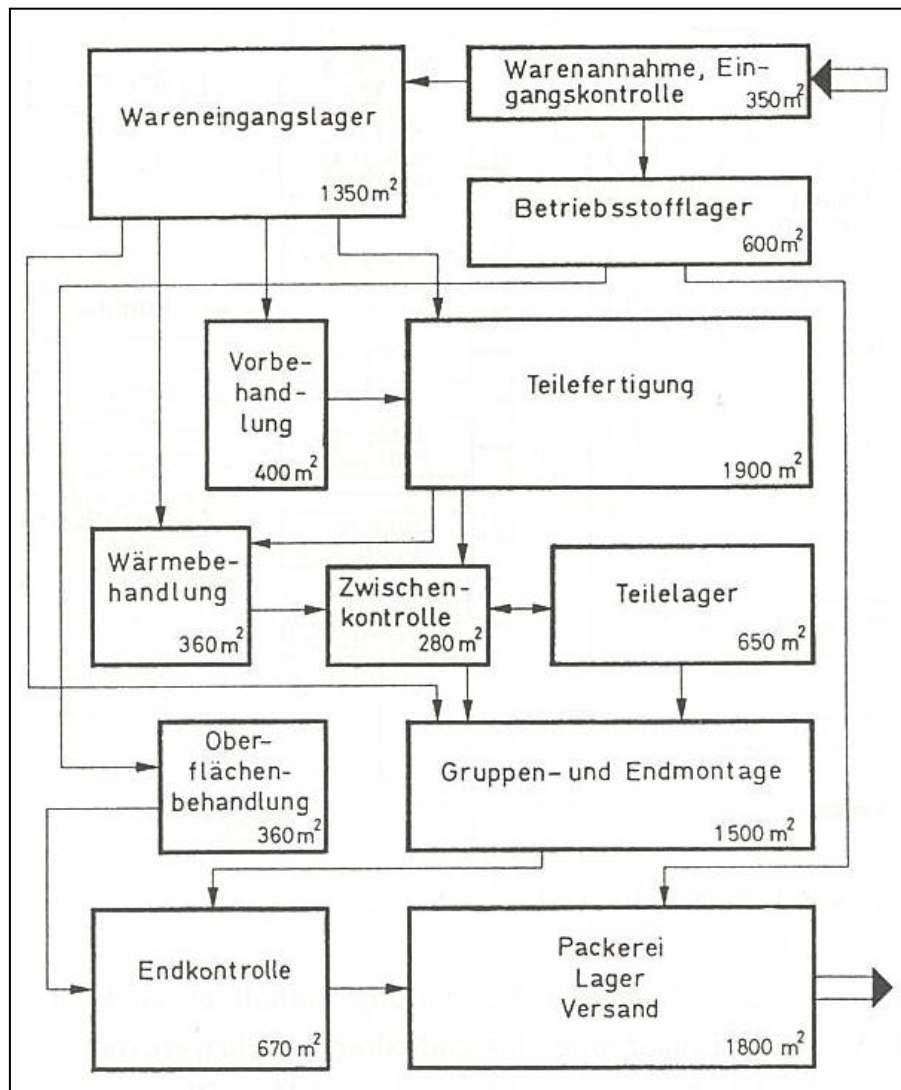 Warenannahme, Ein-
gangskontrolle
350 m²
Wareneingangslager
1350 m²
Betriebsstofflager
600 m²
Vorbe-
hand-
lung
400 m²
Teilefertigung
1900 m²
Wärmebe-
handlung
360 m²
Zwischen-
kontrolle
280 m²
Teilelager
650 m²
Ober-
flächen-
behandlung
360 m²
Gruppen- und Endmontage
1500 m²
Endkontrolle
670 m²
Packerei
Lager
Versand
1800 m²